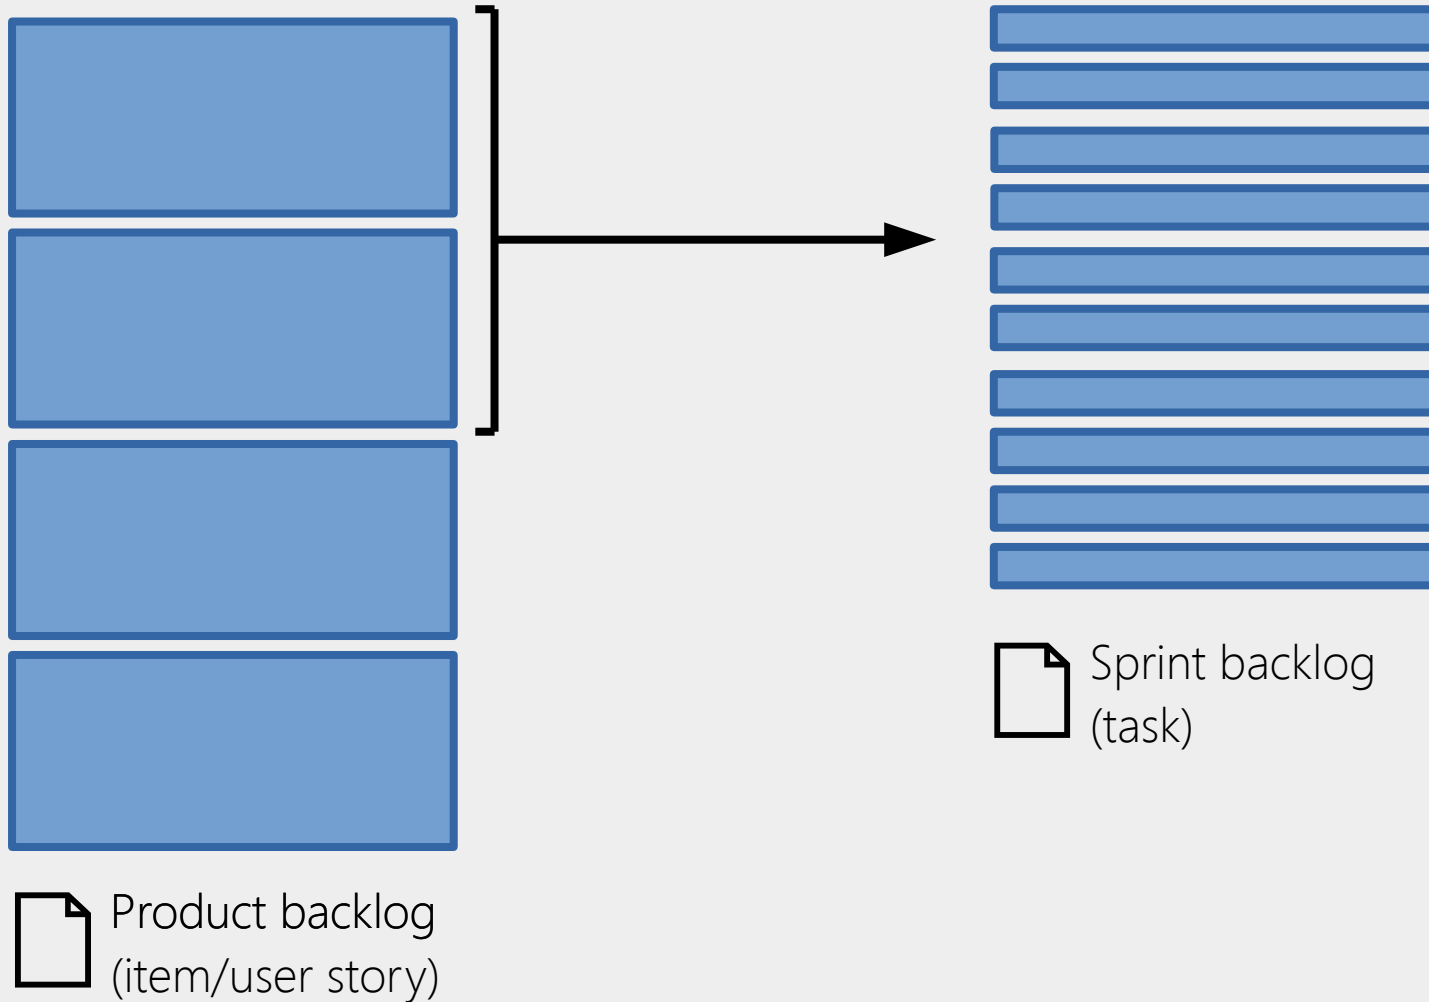 Sprint backlog
(task)
Product backlog
(item/user story)